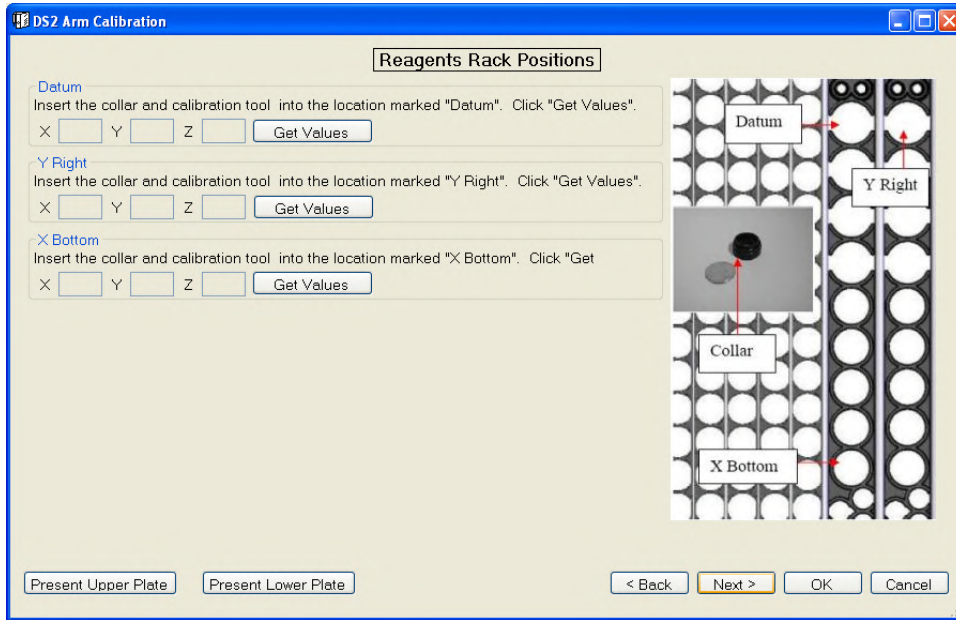 DS2 Arm Calibration
Reagents Rack Positions
Datum
Insert the collar and calibration tool into the location marked "Datum". Click "Get Values".
X Y Z Get Values
Y Right
Insert the collar and calibration tool into the location marked "Y Right". Click "Get Values".
X Y Z Get Values
X Bottom
Insert the collar and calibration tool into the location marked "X Bottom". Click "Get
X Y Z Get Values
Datum
Y Right
Collar
X Bottom
Present Upper Plate Present Lower Plate < Back Next > OK Cancel